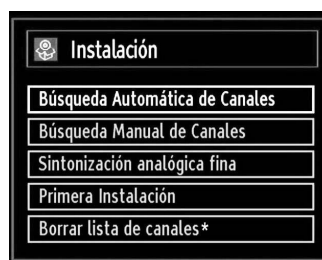 Instalación
Búsqueda Automática de Canales
Búsqueda Manual de Canales
Sintonización analógica fina
Primera Instalación
Borrar lista de canales*